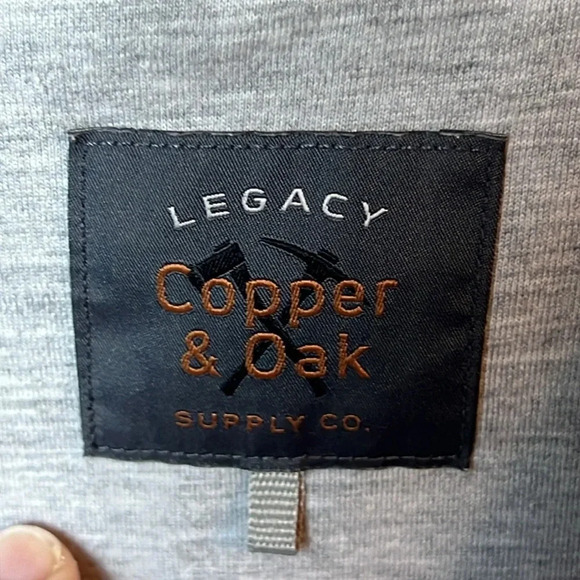 LEGACY
Copper
& Oak
SUPPLY CO.